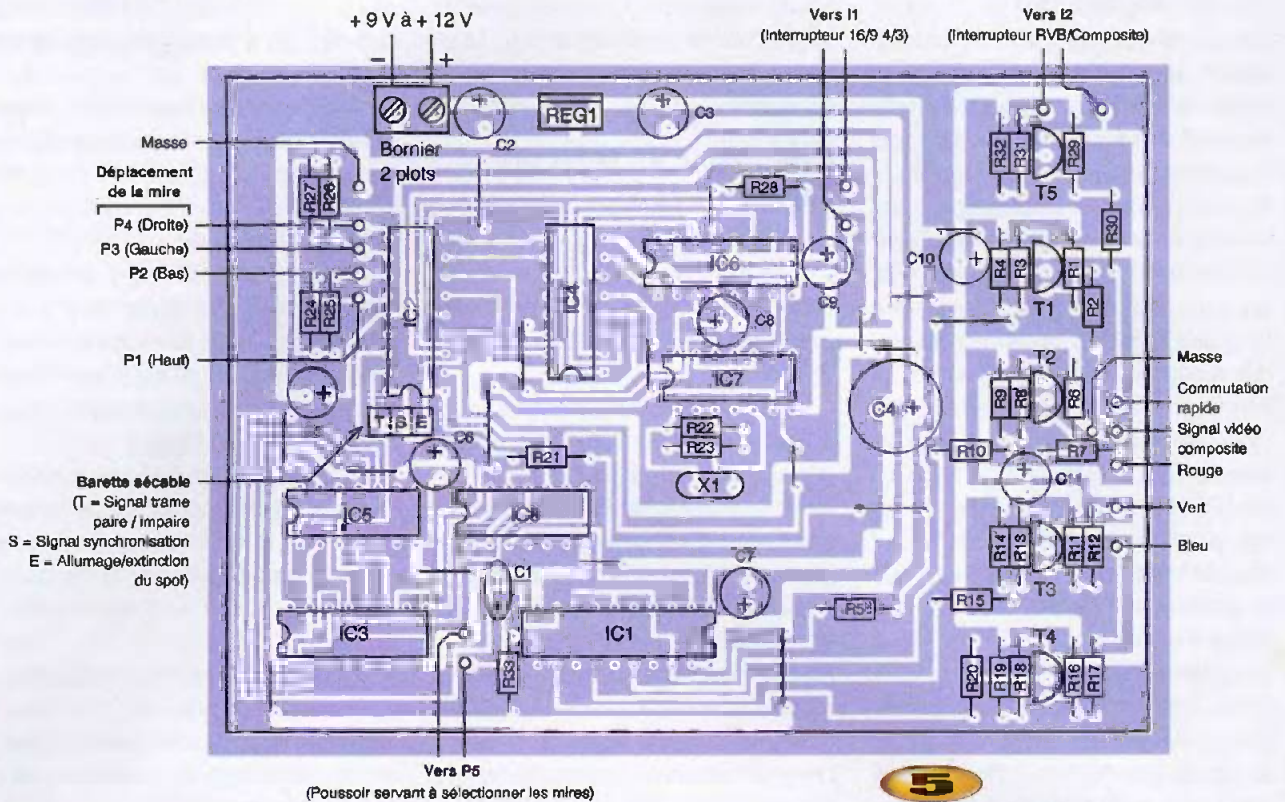 + 9 V à + 12 V
Vers I1
(Interrupteur 16/9 4/3)
Vers I2
(Interrupteur RVB/Composite)
− +
REG1
C2
C3
Bornier
2 plots
Masse
Déplacement
de la mire
P4 (Droite)
P3 (Gauche)
P2 (Bas)
P1 (Haut)
R27
R26
R24
R25
IC2
IC4
IC6
R28
C9
C8
IC7
C10
C4
R32
R31
R29
T5
R30
R4
R3
R1
T1
R2
T2
R9
R8
R6
R10
R7
Masse
Commutation
rapide
Signal vidéo
composite
Rouge
Vert
Bleu
T S E
C6
R21
R22
R23
X1
Barette sécable
(T = Signal trame
paire / impaire
S = Signal synchronisation
E = Allumage/extinction
du spot)
IC5
IC8
C1
C7
IC3
IC1
R33
R14
R13
R11
R12
T3
R15
T4
R20
R19
R18
R16
R17
Vers P5
(Poussoir servant à sélectionner les mires)
5